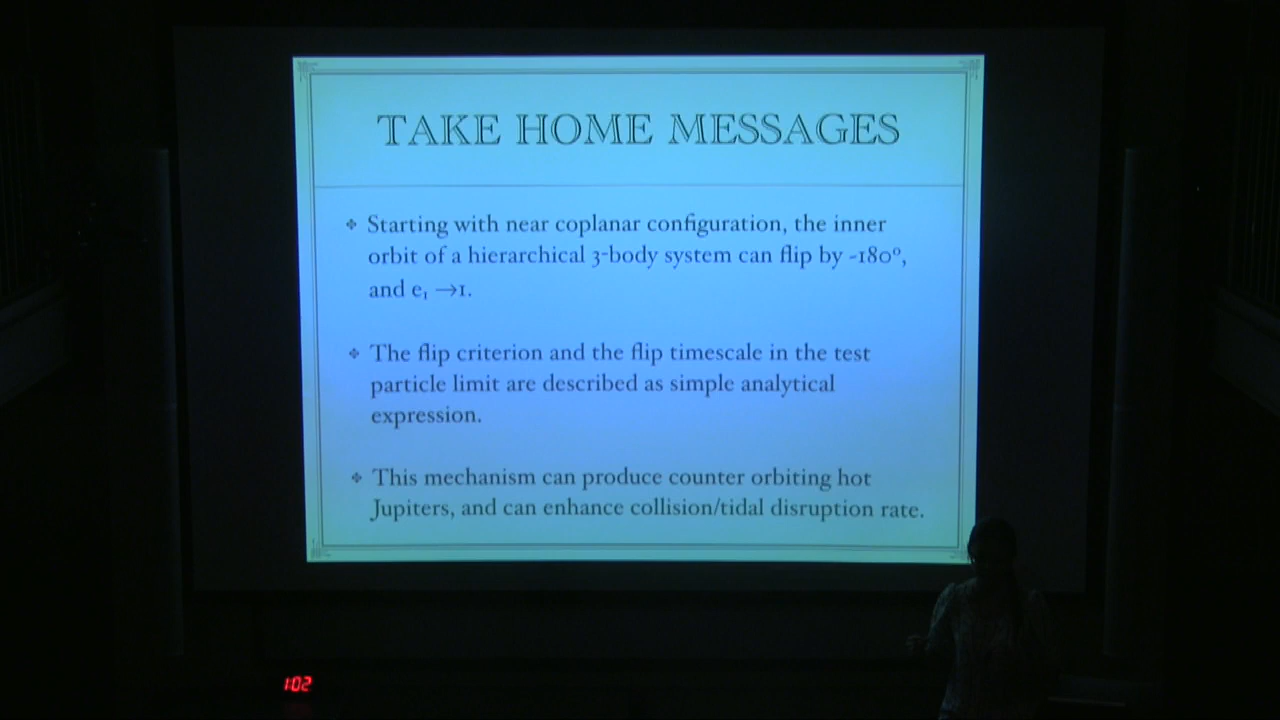 TAKE HOME MESSAGES
Starting with near coplanar configuration, the inner
orbit of a hierarchical 3-body system can flip by ~180°,
and e₁ →1.
The flip criterion and the flip timescale in the test
particle limit are described as simple analytical
expression.
This mechanism can produce counter orbiting hot
Jupiters, and can enhance collision/tidal disruption rate.
1:02